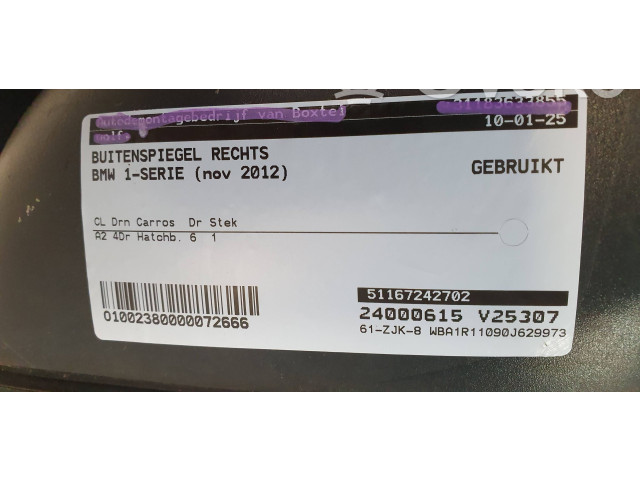 Autodemontagebedrijf van Boxtel
10-01-25
BUITENSPIEGEL RECHTS
BMW 1-SERIE (nov 2012)
GEBRUIKT
CL Drn Carros Dr Stek
A2 4Dr Hatchb. 6 1
51167242702
O1002380000072666
24000615 V25307
61-ZJK-8 WBA1R11090J629973